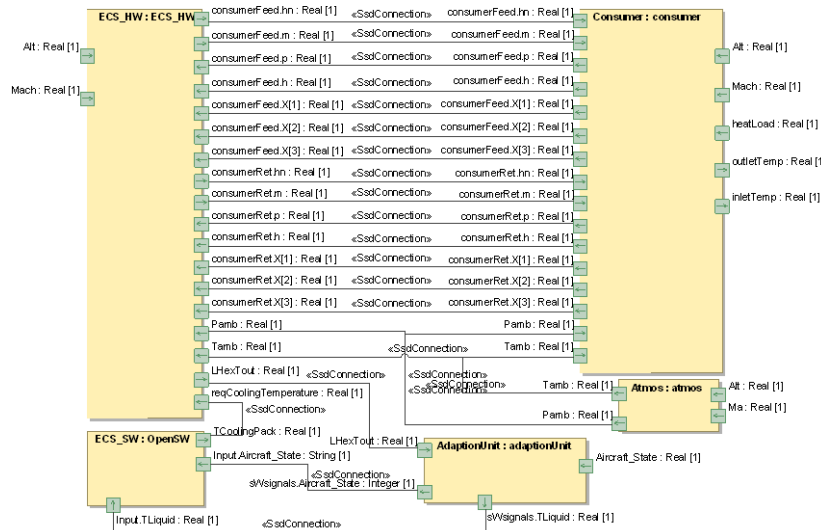 ECS_HW : ECS_HW
Alt : Real [1]
Mach : Real [1]
consumerFeed.hn : Real [1] «SsdConnection» consumerFeed.hn : Real [1]
consumerFeed.m : Real [1] «SsdConnection» consumerFeed.m : Real [1]
consumerFeed.p : Real [1] «SsdConnection» consumerFeed.p : Real [1]
consumerFeed.h : Real [1] «SsdConnection» consumerFeed.h : Real [1]
consumerFeed.X[1] : Real [1] «SsdConnection» consumerFeed.X[1] : Real [1]
consumerFeed.X[2] : Real [1] «SsdConnection» consumerFeed.X[2] : Real [1]
consumerFeed.X[3] : Real [1] «SsdConnection» consumerFeed.X[3] : Real [1]
consumerRet.hn : Real [1] «SsdConnection» consumerRet.hn : Real [1]
consumerRet.m : Real [1] «SsdConnection» consumerRet.m : Real [1]
consumerRet.p : Real [1] «SsdConnection» consumerRet.p : Real [1]
consumerRet.h : Real [1] «SsdConnection» consumerRet.h : Real [1]
consumerRet.X[1] : Real [1] «SsdConnection» consumerRet.X[1] : Real [1]
consumerRet.X[2] : Real [1] «SsdConnection» consumerRet.X[2] : Real [1]
consumerRet.X[3] : Real [1] «SsdConnection» consumerRet.X[3] : Real [1]
Pamb : Real [1] Pamb : Real [1]
Tamb : Real [1] «SsdConnection» Tamb : Real [1]
Consumer : consumer
Alt : Real [1]
Mach : Real [1]
heatLoad : Real [1]
outletTemp : Real [1
inletTemp : Real [1]
LHexTout : Real [1] «SsdConnection» «SsdConnection»
«SsdConnection»
«SsdConnection»
reqCoolingTemperature : Real [1]
«SsdConnection»
Tamb : Real [1] Atmos : atmos Alt : Real [1]
Pamb : Real [1] Ma : Real [1]
ECS_SW : OpenSW
TCoolingPack : Real [1]
Input.Aircraft_State : String [1]
«SsdConnection»
LHexTout : Real [1] AdaptionUnit : adaptionUnit
Aircraft_State : Real [1]
sWsignals.Aircraft_State : Integer [1]
Input.TLiquid : Real [1] «SsdConnection» sWsignals.TLiquid : Real [1]